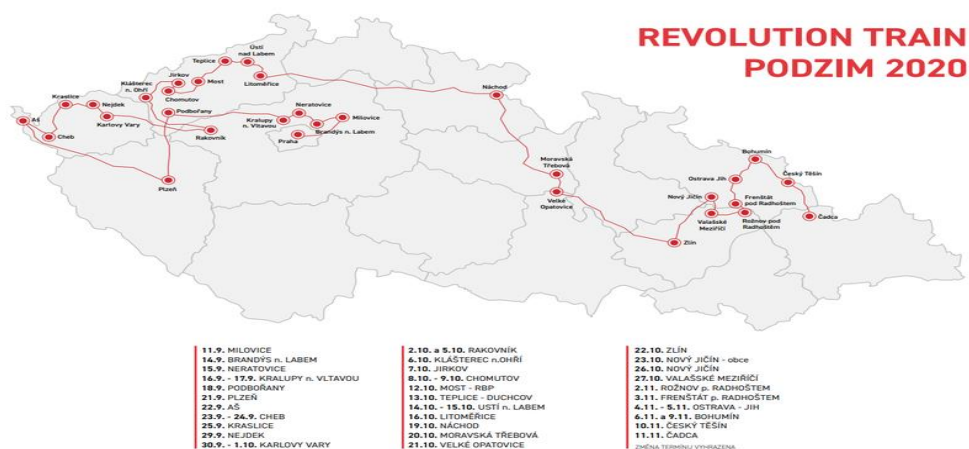 REVOLUTION TRAIN
PODZIM 2020
Ústí
nad Labem
Teplice
Jirkov
Klášterec
n. Ohří
Most
Litoměřice
Chomutov
Kraslice
Nejdek
Podbořany
Aš
Karlovy Vary
Cheb
Rakovník
Kralupy
n. Vltavou
Neratovice
Milovice
Praha
Brandýs n. Labem
Plzeň
Náchod
Moravská
Třebová
Velké
Opatovice
Bohumín
Ostrava Jih
Český Těšín
Nový Jičín
Frenštát
pod Radhoštem
Valašské
Meziříčí
Rožnov pod
Radhoštěm
Čadca
Zlín
11.9. MILOVICE
14.9. BRANDÝS n. LABEM
15.9. NERATOVICE
16.9. - 17.9. KRALUPY n. VLTAVOU
18.9. PODBOŘANY
21.9. PLZEŇ
22.9. AŠ
23.9. - 24.9. CHEB
25.9. KRASLICE
29.9. NEJDEK
30.9. - 1.10. KARLOVY VARY
2.10. a 5.10. RAKOVNÍK
6.10. KLÁŠTEREC n.OHŘÍ
7.10. JIRKOV
8.10. - 9.10. CHOMUTOV
12.10. MOST - RBP
13.10. TEPLICE - DUCHCOV
14.10. - 15.10. USTÍ n. LABEM
16.10. LITOMĚŘICE
19.10. NÁCHOD
20.10. MORAVSKÁ TŘEBOVÁ
21.10. VELKÉ OPATOVICE
22.10. ZLÍN
23.10. NOVÝ JIČÍN - obce
26.10. NOVÝ JIČÍN
27.10. VALAŠSKÉ MEZIŘÍČÍ
2.11. ROŽNOV p. RADHOŠTEM
3.11. FRENŠTÁT p. RADHOŠTEM
4.11. - 5.11. OSTRAVA - JIH
6.11. a 9.11. BOHUMÍN
10.11. ČESKÝ TĚŠÍN
11.11. ČADCA
ZMĚNA TERMÍNU VYHRAZENA